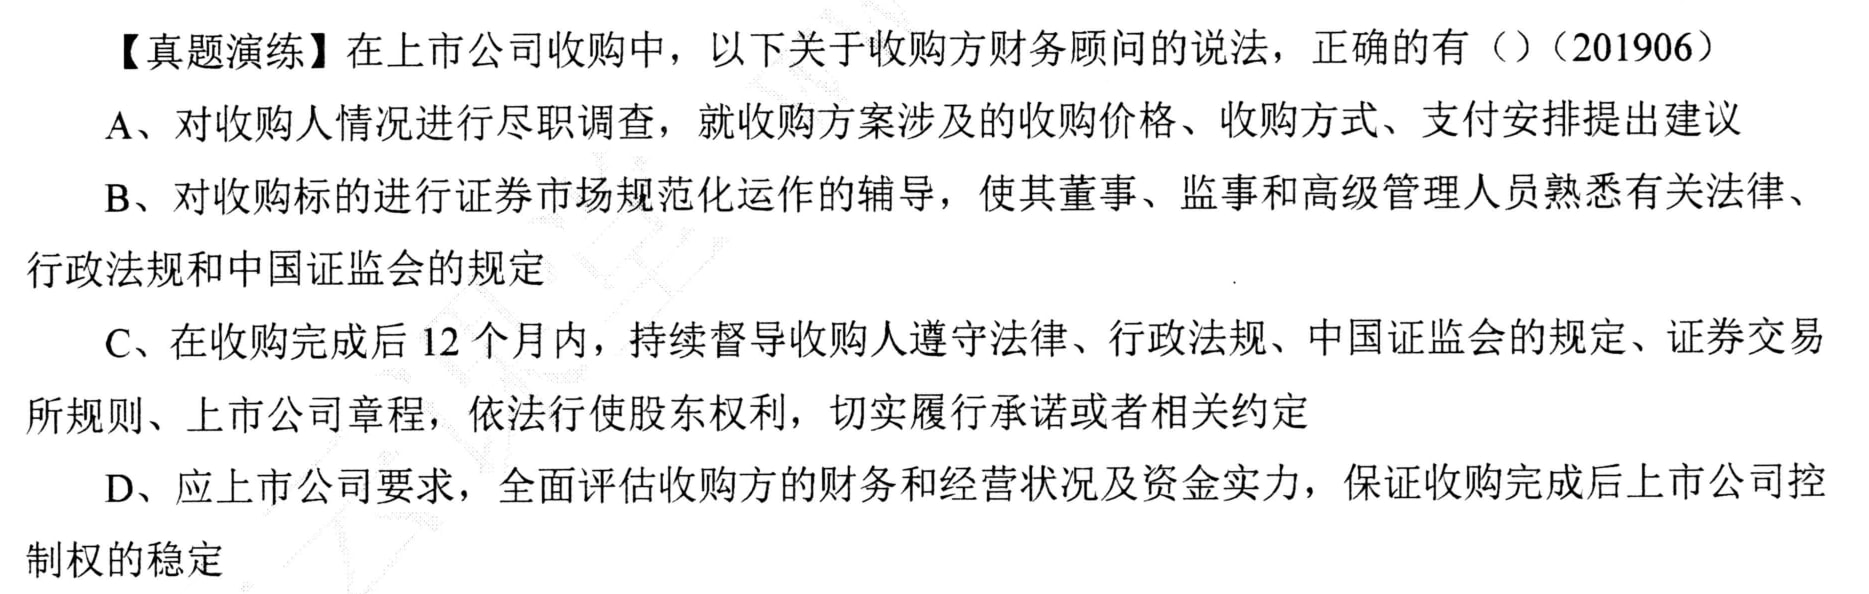 【真题演练】在上市公司收购中，以下关于收购方财务顾问的说法，正确的有（）（201906）
A、对收购人情况进行尽职调查，就收购方案涉及的收购价格、收购方式、支付安排提出建议
B、对收购标的进行证券市场规范化运作的辅导，使其董事、监事和高级管理人员熟悉有关法律、
行政法规和中国证监会的规定
C、在收购完成后 12 个月内，持续督导收购人遵守法律、行政法规、中国证监会的规定、证券交易
所规则、上市公司章程，依法行使股东权利，切实履行承诺或者相关约定
D、应上市公司要求，全面评估收购方的财务和经营状况及资金实力，保证收购完成后上市公司控
制权的稳定